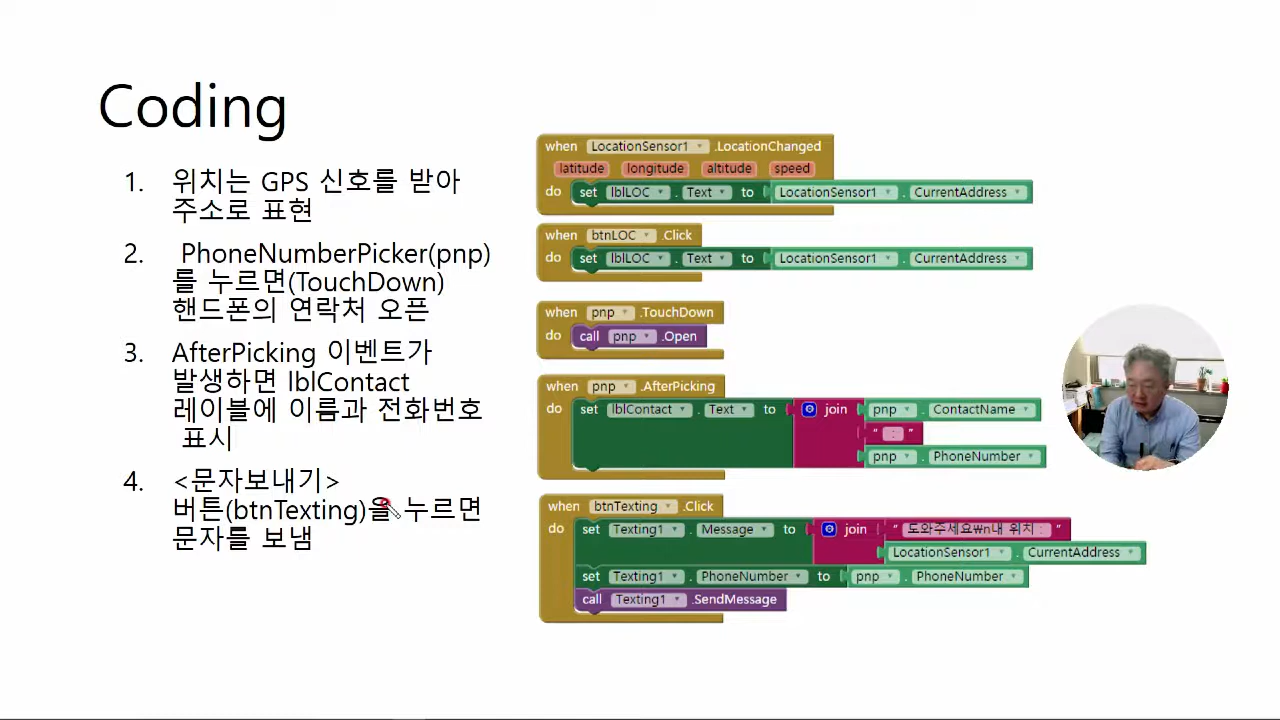 Coding
1. 위치는 GPS 신호를 받아
주소로 표현
2. PhoneNumberPicker(pnp)
를 누르면(TouchDown)
핸드폰의 연락처 오픈
3. AfterPicking 이벤트가
발생하면 lblContact
레이블에 이름과 전화번호
표시
4. <문자보내기>
버튼(btnTexting)을 누르면
문자를 보냄
when LocationSensor1 .LocationChanged
latitude longitude altitude speed
do set lblLOC . Text to LocationSensor1 . CurrentAddress
when btnLOC .Click
do set lblLOC . Text to LocationSensor1 . CurrentAddress
when pnp .TouchDown
do call pnp .Open
when pnp .AfterPicking
do set lblContact . Text to join pnp . ContactName
" : "
pnp . PhoneNumber
when btnTexting .Click
do set Texting1 . Message to join " 도와주세요₩n내 위치 : "
LocationSensor1 . CurrentAddress
set Texting1 . PhoneNumber to pnp . PhoneNumber
call Texting1 .SendMessage